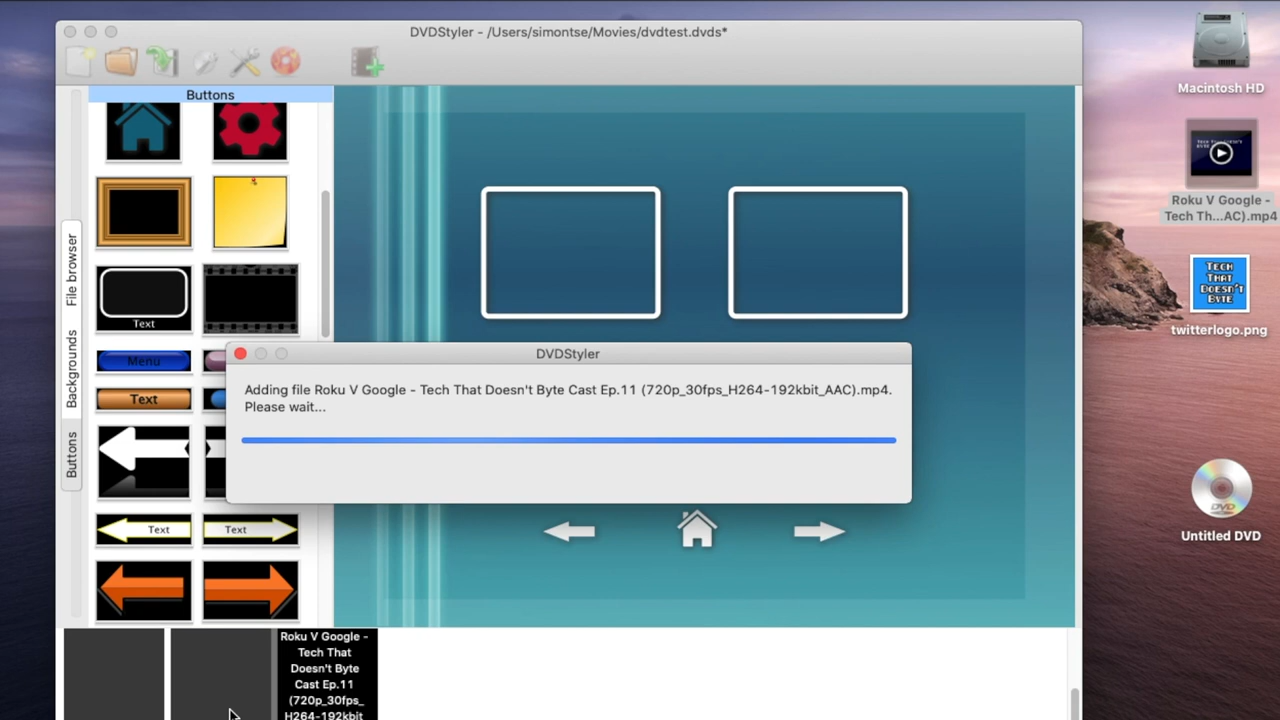 DVDStyler - /Users/simontse/Movies/dvdtest.dvds*
Buttons
File browser
Backgrounds
Buttons
Text
Menu
Text
Text
Text
DVDStyler
Adding file Roku V Google - Tech That Doesn't Byte Cast Ep.11 (720p_30fps_H264-192kbit_AAC).mp4.
Please wait...
Roku V Google -
Tech That
Doesn't Byte
Cast Ep.11
(720p_30fps_
H264-192kbit
Macintosh HD
Roku V Google -
Tech Th...AC).mp4
TECH
THAT
DOESN'T
BYTE
twitterlogo.png
DVD
Untitled DVD